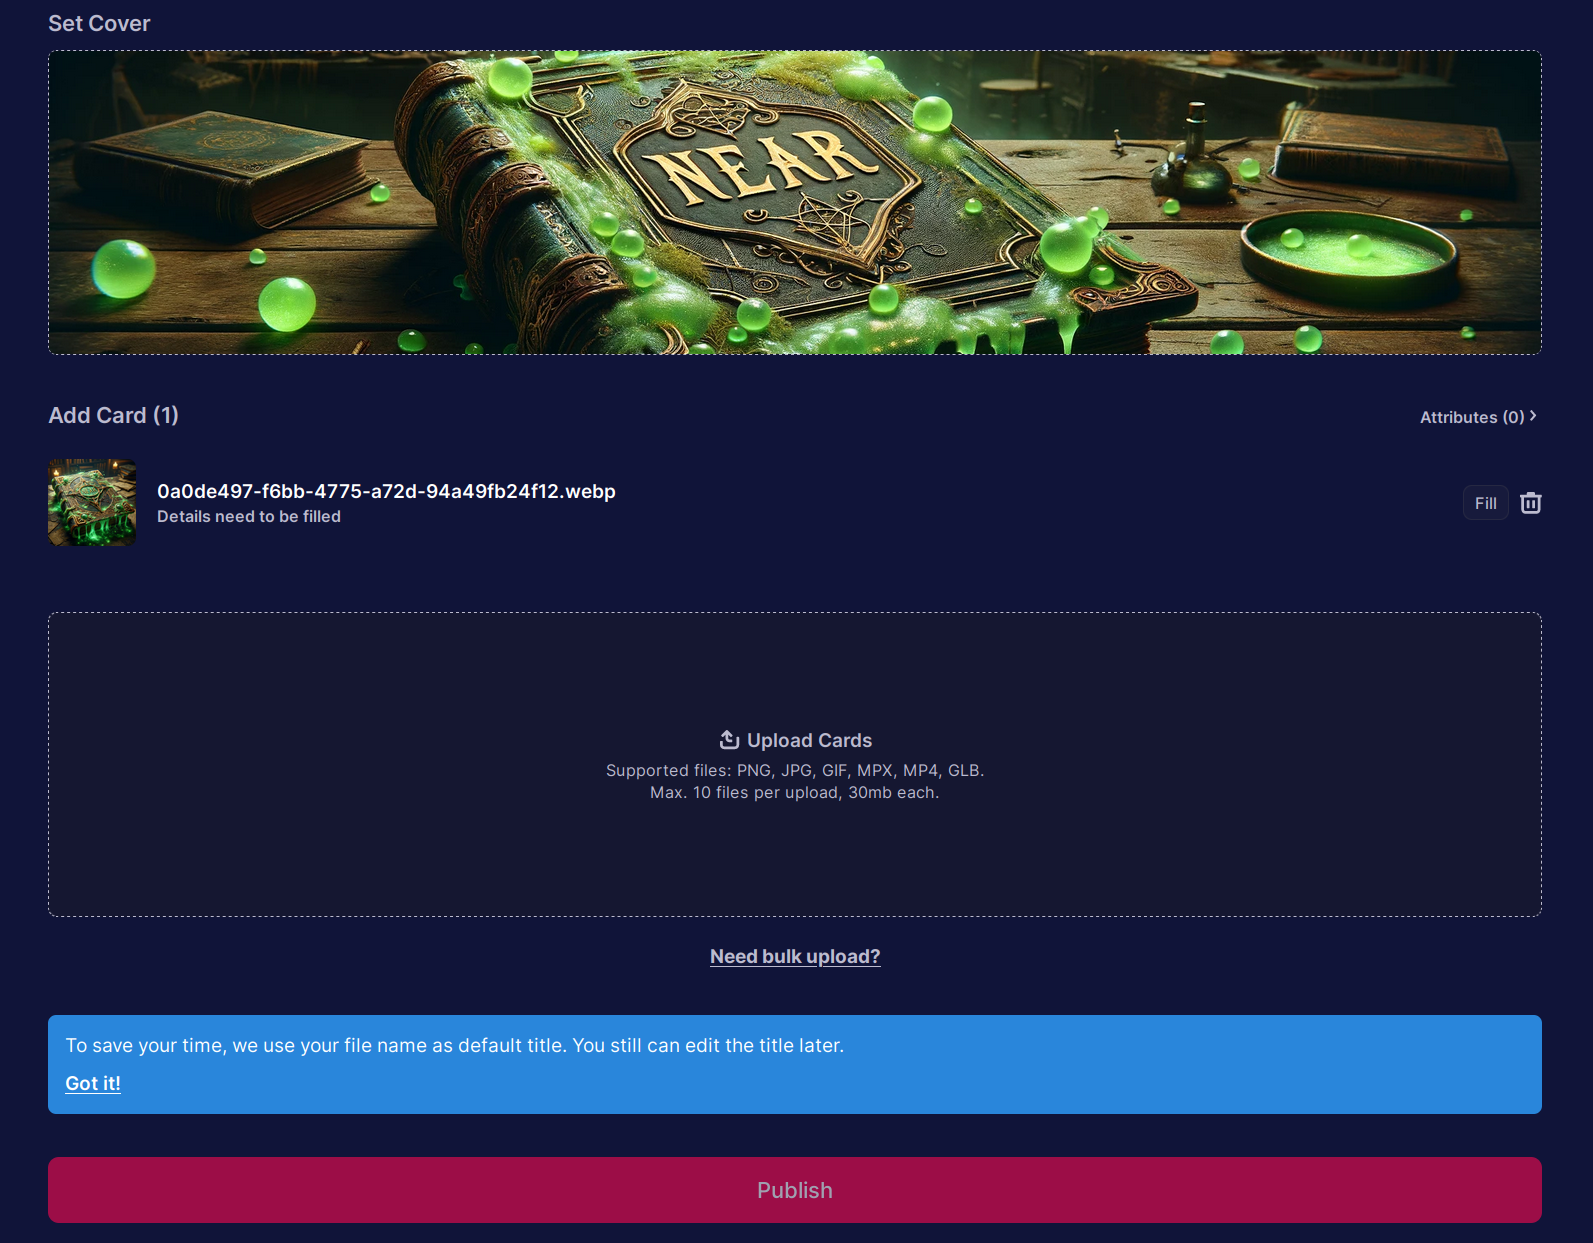 Set Cover
NEAR
Add Card (1)
Attributes (0)
0a0de497-f6bb-4775-a72d-94a49fb24f12.webp
Details need to be filled
Fill
Upload Cards
Supported files: PNG, JPG, GIF, MPX, MP4, GLB.
Max. 10 files per upload, 30mb each.
Need bulk upload?
To save your time, we use your file name as default title. You still can edit the title later.
Got it!
Publish